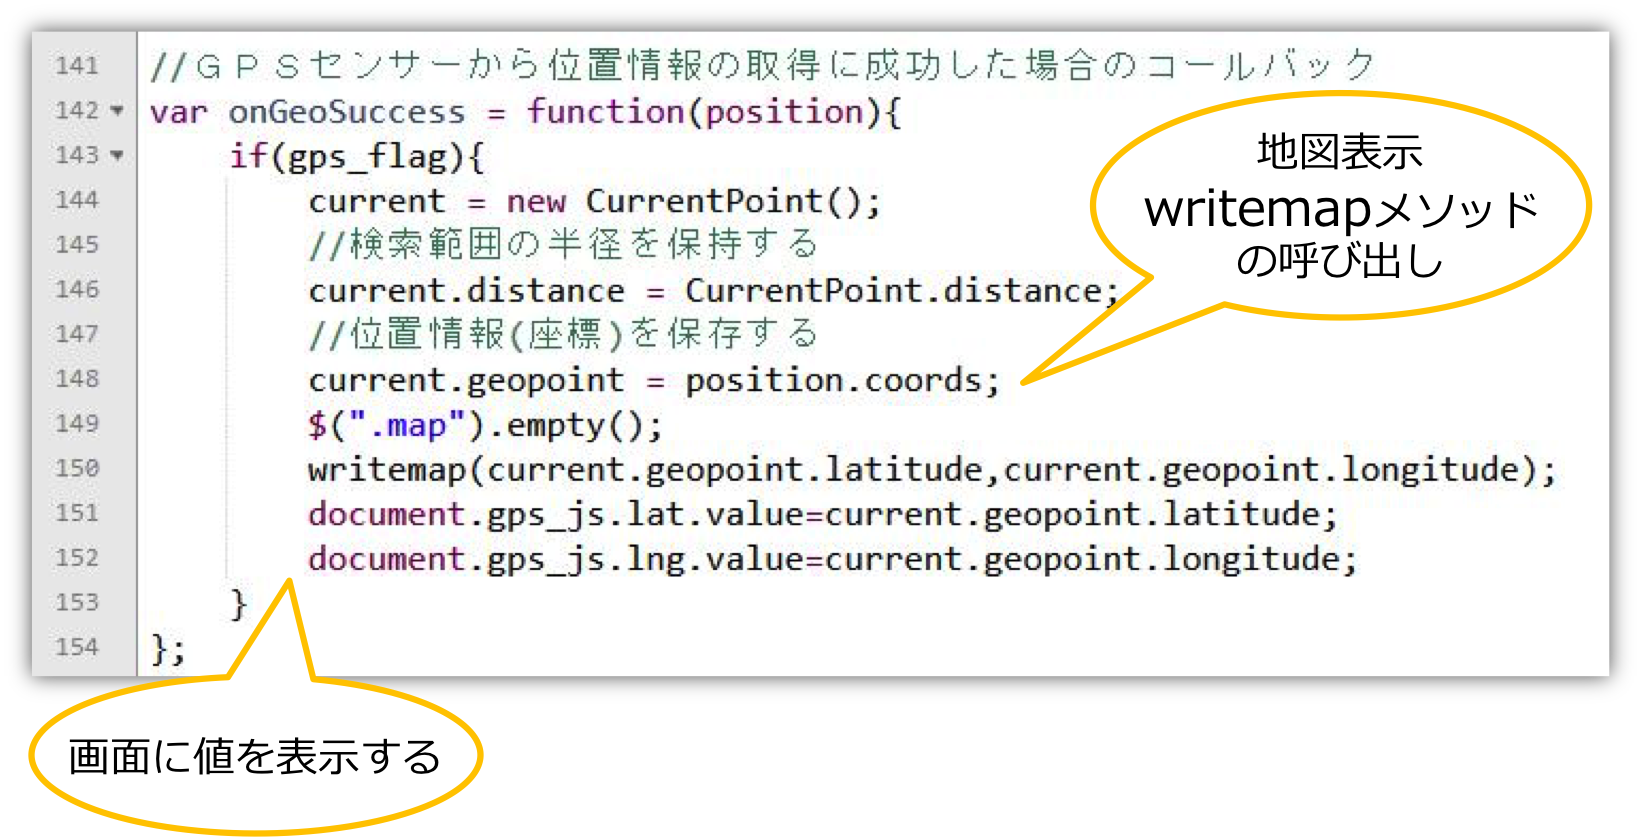 141 //ＧＰＳセンサーから位置情報の取得に成功した場合のコールバック
142 var onGeoSuccess = function(position){
143 if(gps_flag){
144 current = new CurrentPoint();
145 //検索範囲の半径を保持する
146 current.distance = CurrentPoint.distance;
147 //位置情報(座標)を保存する
148 current.geopoint = position.coords;
149 $(".map").empty();
150 writemap(current.geopoint.latitude,current.geopoint.longitude);
151 document.gps_js.lat.value=current.geopoint.latitude;
152 document.gps_js.lng.value=current.geopoint.longitude;
153 }
154 };
地図表示
writemapメソッド
の呼び出し
画面に値を表示する